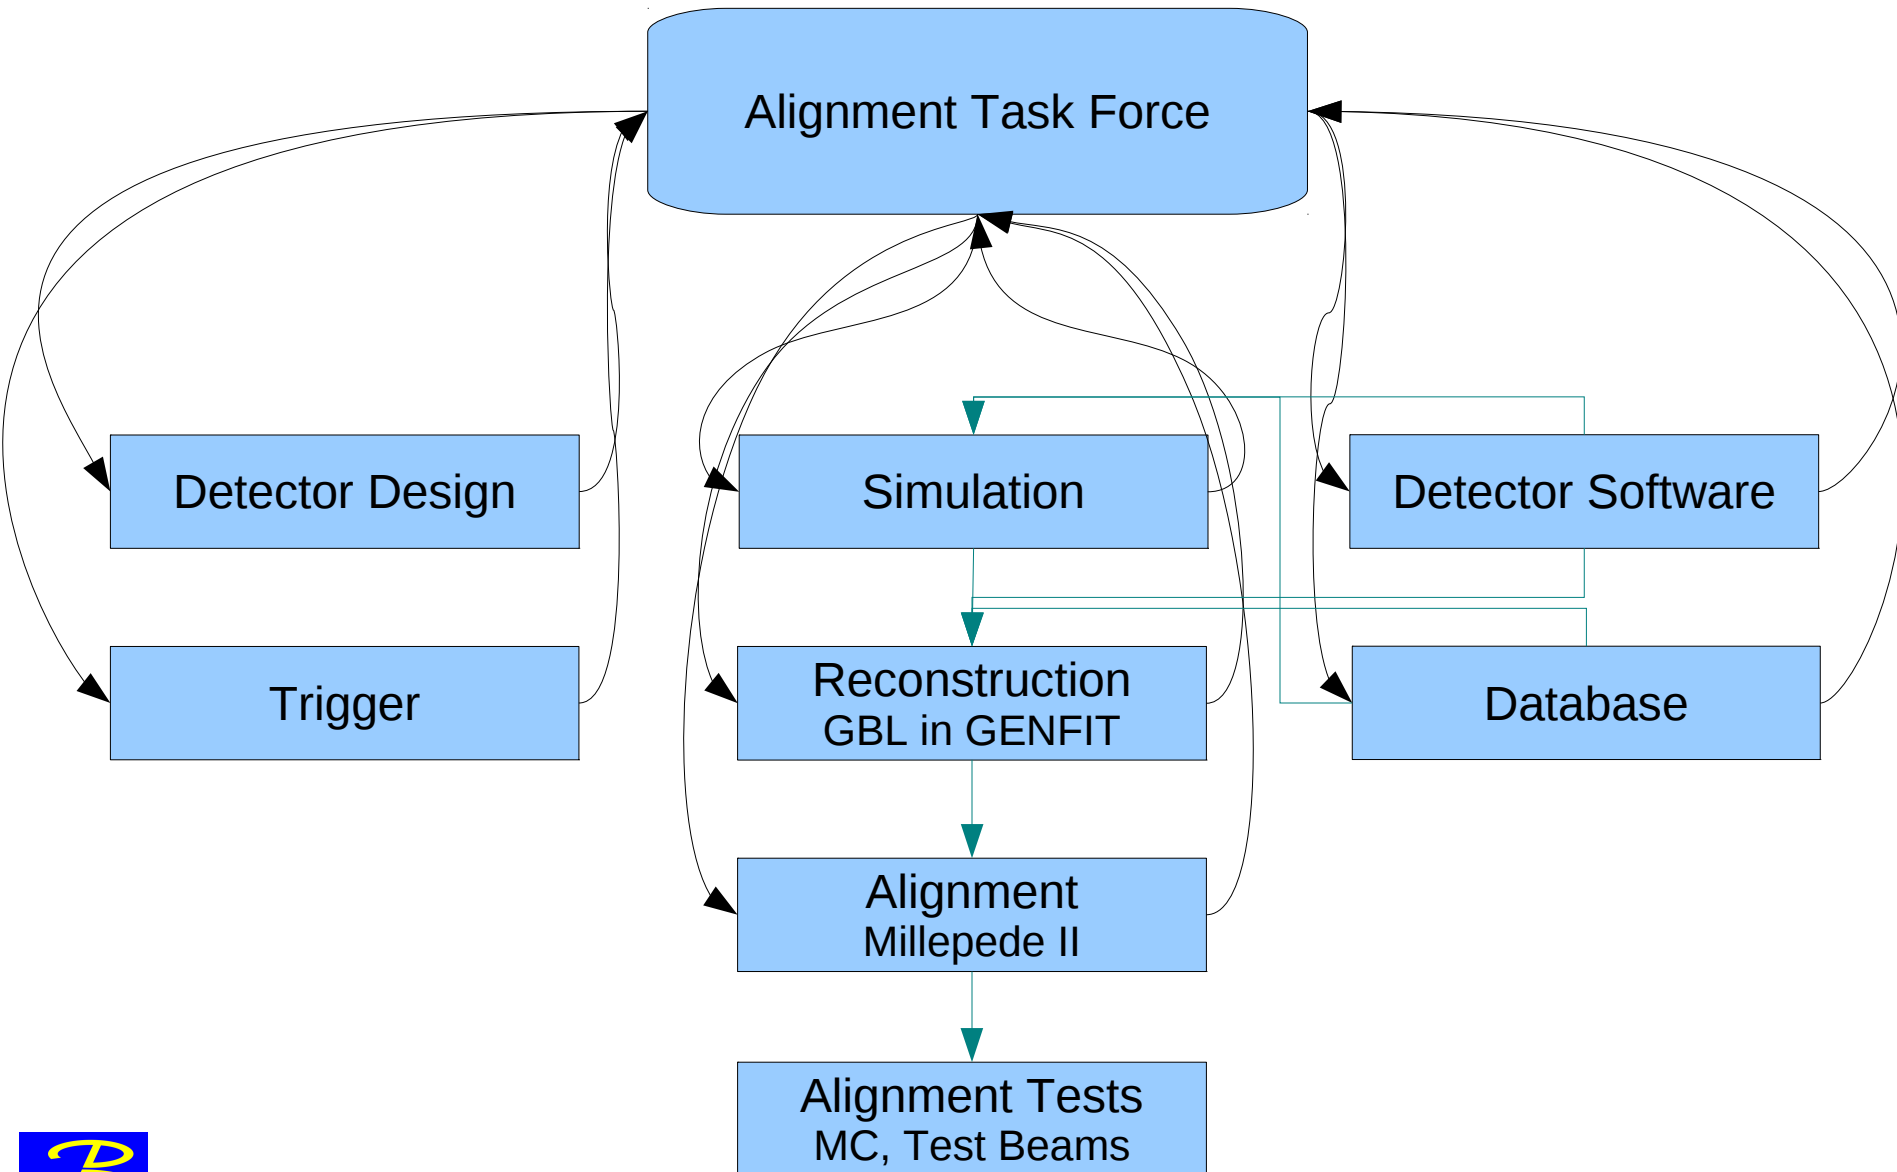 Alignment Task Force
Detector Design
Simulation
Detector Software
Trigger
Reconstruction
GBL in GENFIT
Database
Alignment
Millepede II
Alignment Tests
MC, Test Beams